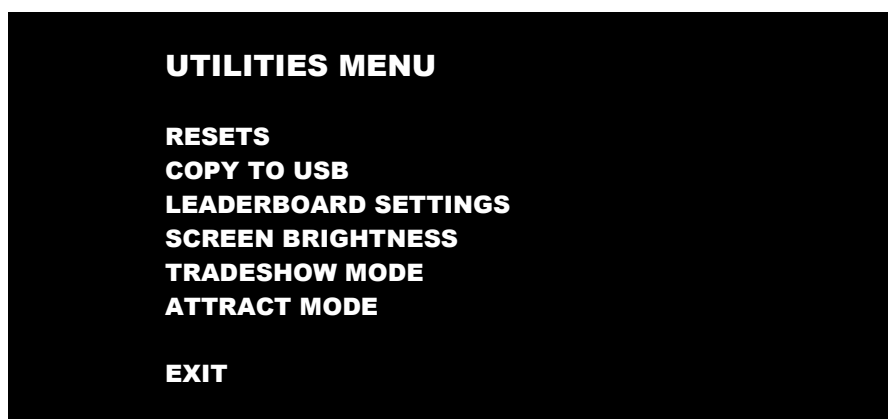 UTILITIES MENU
RESETS
COPY TO USB
LEADERBOARD SETTINGS
SCREEN BRIGHTNESS
TRADESHOW MODE
ATTRACT MODE
EXIT